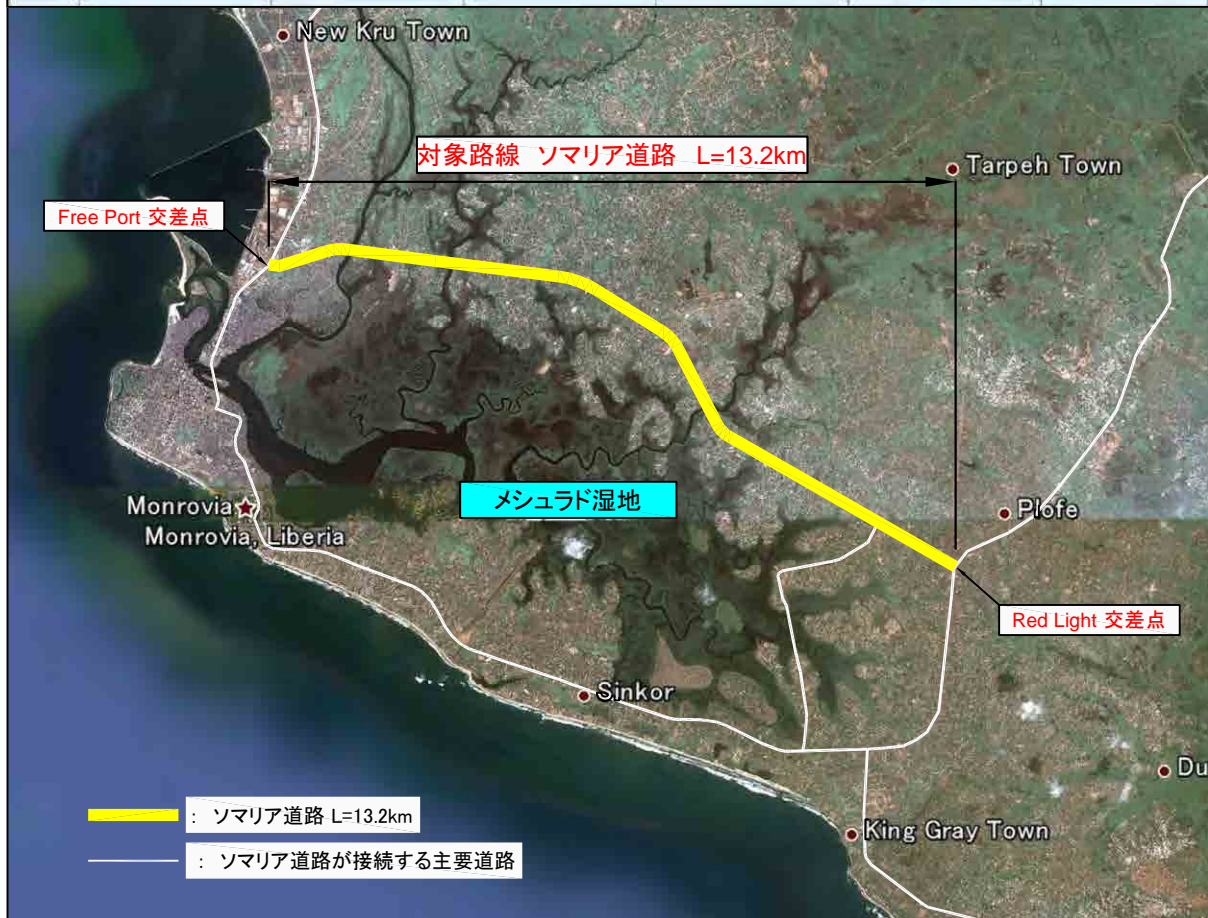 New Kru Town
対象路線 ソマリア道路 L=13.2km
Tarpeh Town
Free Port 交差点
メシュラド湿地
Monrovia
Monrovia, Liberia
Plofe
Red Light 交差点
Sinkor
Du
: ソマリア道路 L=13.2km
King Gray Town
: ソマリア道路が接続する主要道路